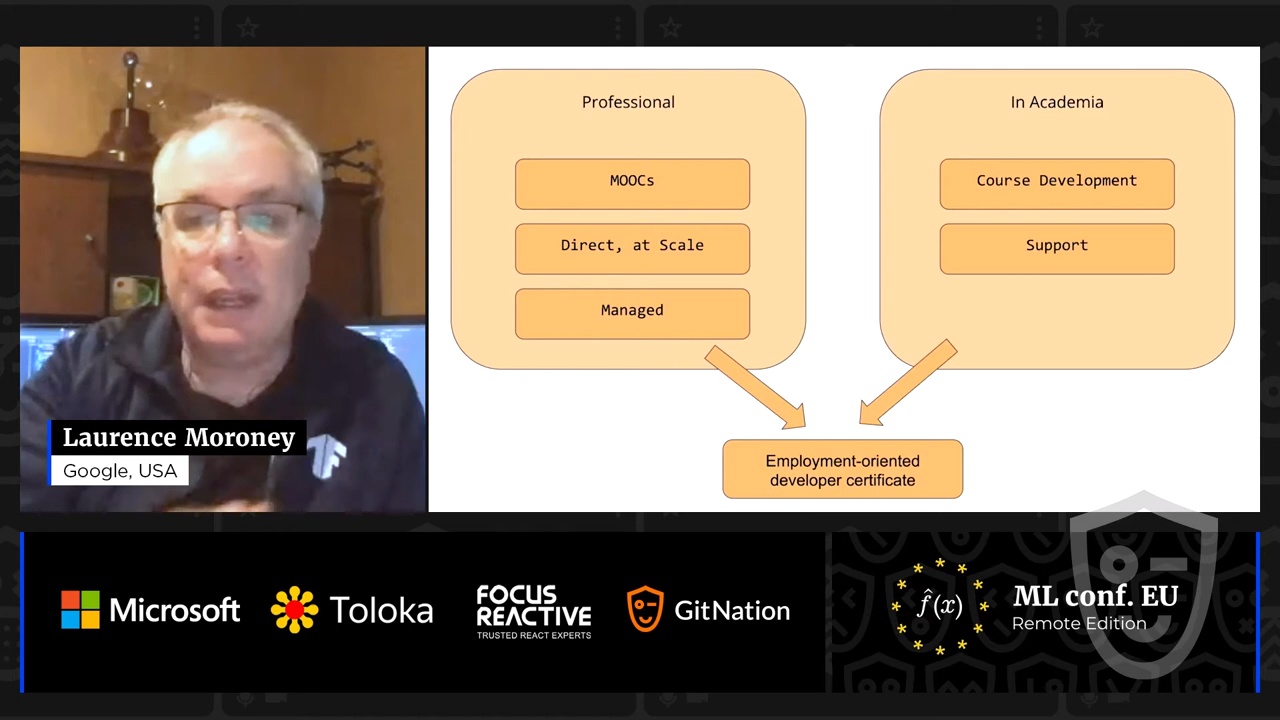 Professional
MOOCs
Direct, at Scale
Managed
In Academia
Course Development
Support
Employment-oriented
developer certificate
Laurence Moroney
Google, USA
TF
Microsoft
Toloka
FOCUS
REACTIVE
TRUSTED REACT EXPERTS
GitNation
f̂(x)
ML conf. EU
Remote Edition